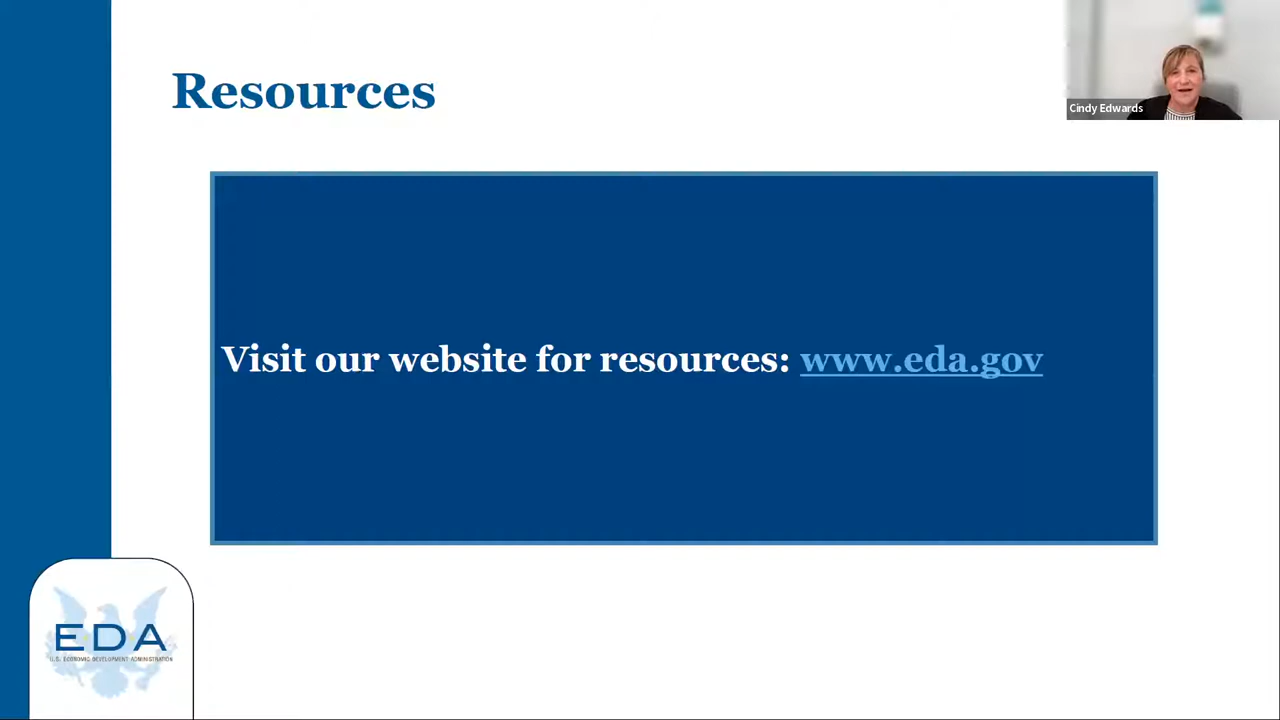 Resources
Cindy Edwards
Visit our website for resources: www.eda.gov
EDA
U.S. ECONOMIC DEVELOPMENT ADMINISTRATION